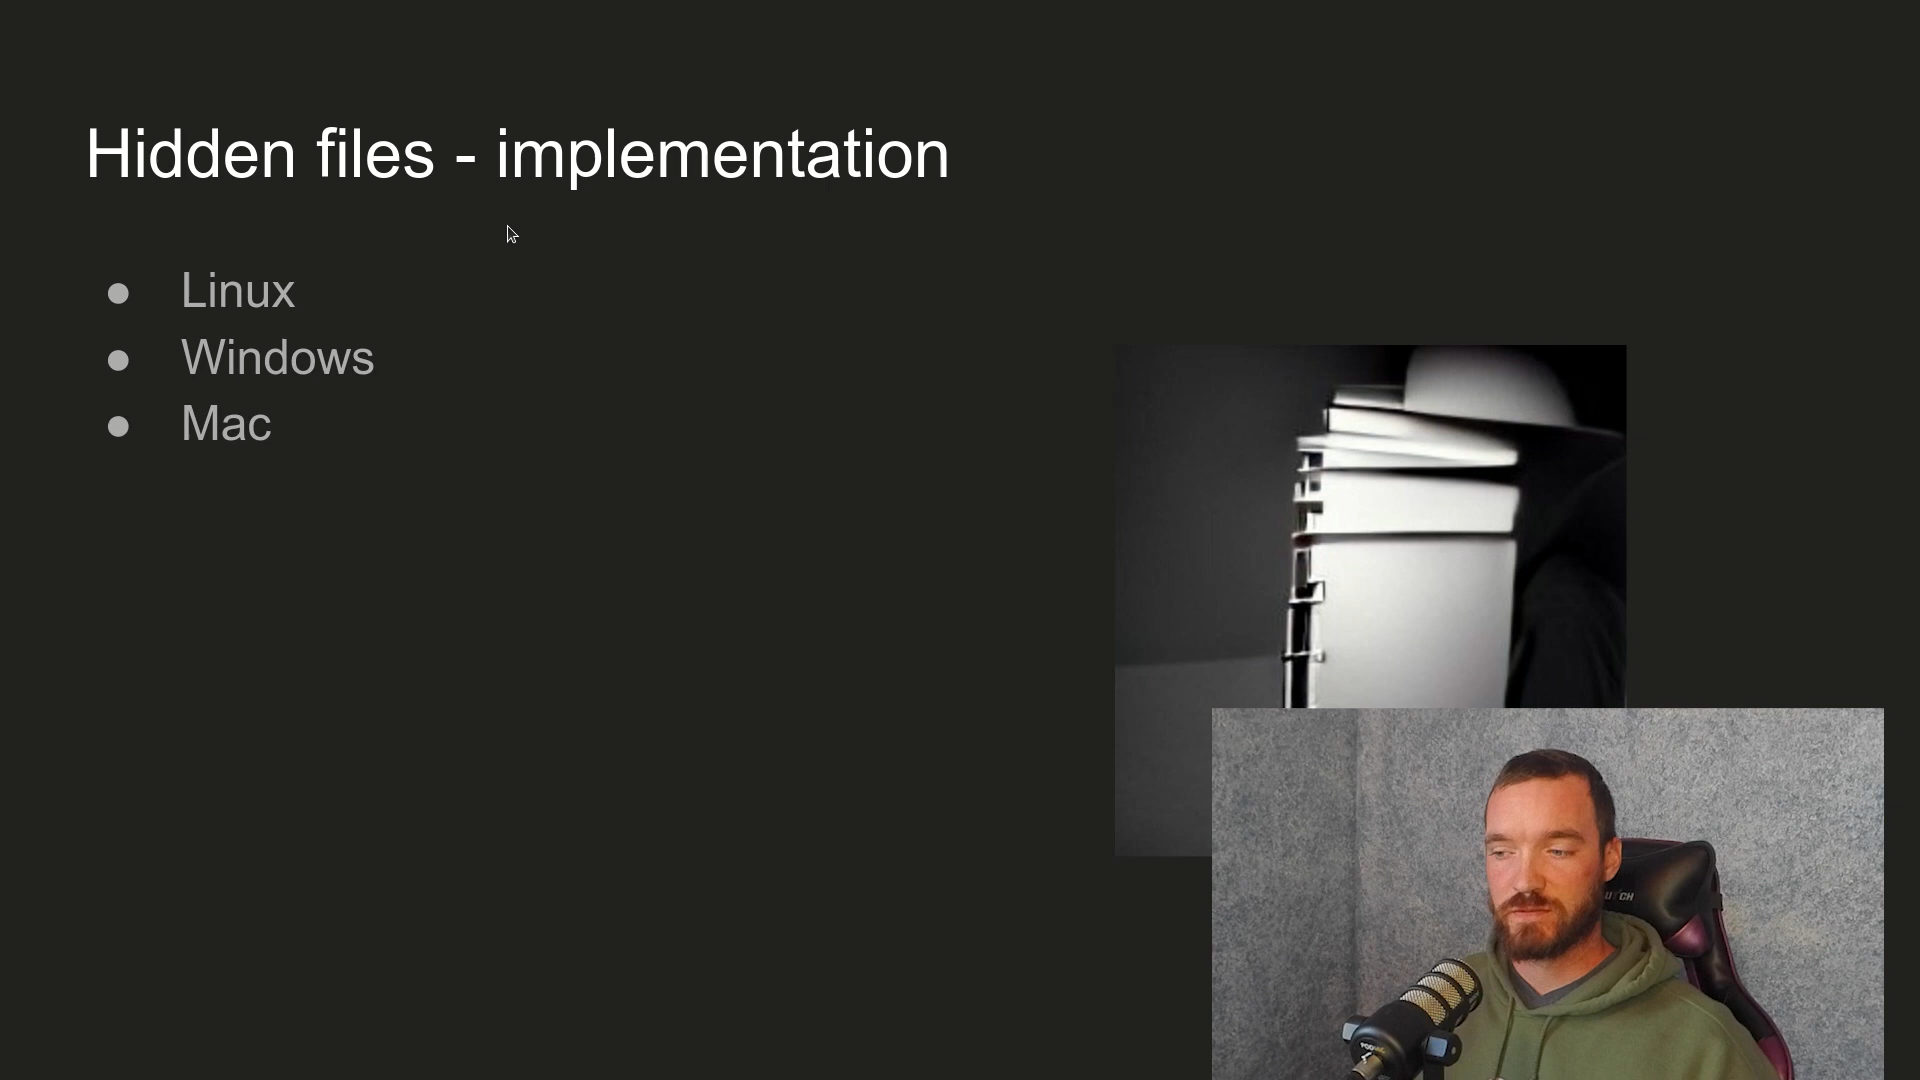 Hidden files - implementation
● Linux
● Windows
● Mac